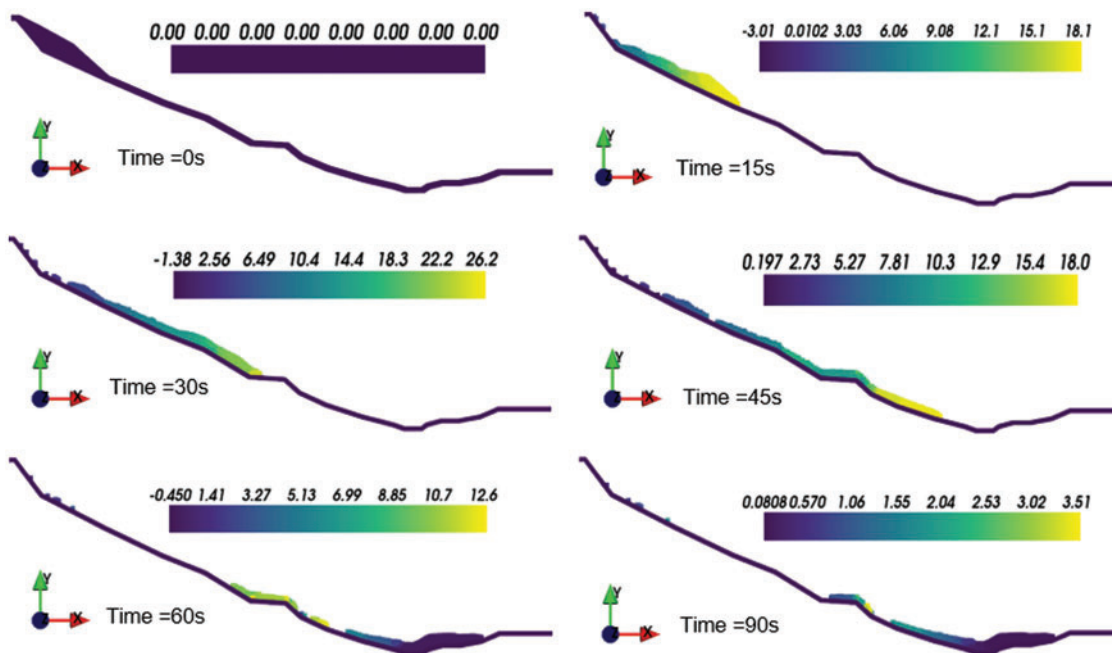 0.00 0.00 0.00 0.00 0.00 0.00 0.00 0.00
Y
Z X
Time =0s
-3.01 0.0102 3.03 6.06 9.08 12.1 15.1 18.1
Y
Z X
Time =15s
-1.38 2.56 6.49 10.4 14.4 18.3 22.2 26.2
Y
Z X
Time =30s
0.197 2.73 5.27 7.81 10.3 12.9 15.4 18.0
Y
Z X
Time =45s
-0.450 1.41 3.27 5.13 6.99 8.85 10.7 12.6
Y
Z X
Time =60s
0.0808 0.570 1.06 1.55 2.04 2.53 3.02 3.51
Y
Z X
Time =90s